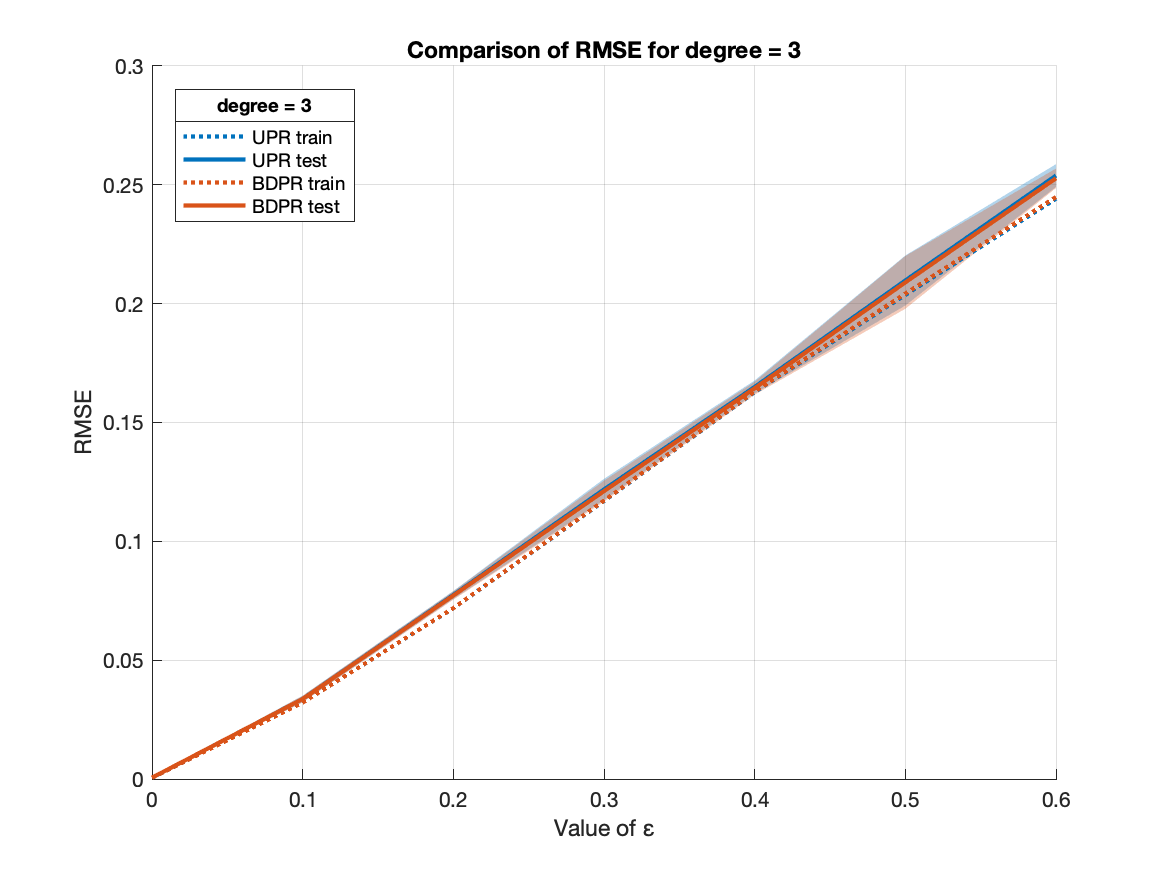 Comparison of RMSE for degree = 3
degree = 3
UPR train
UPR test
BDPR train
BDPR test
RMSE
0.3
0.25
0.2
0.15
0.1
0.05
0
0 0.1 0.2 0.3 0.4 0.5 0.6
Value of ε